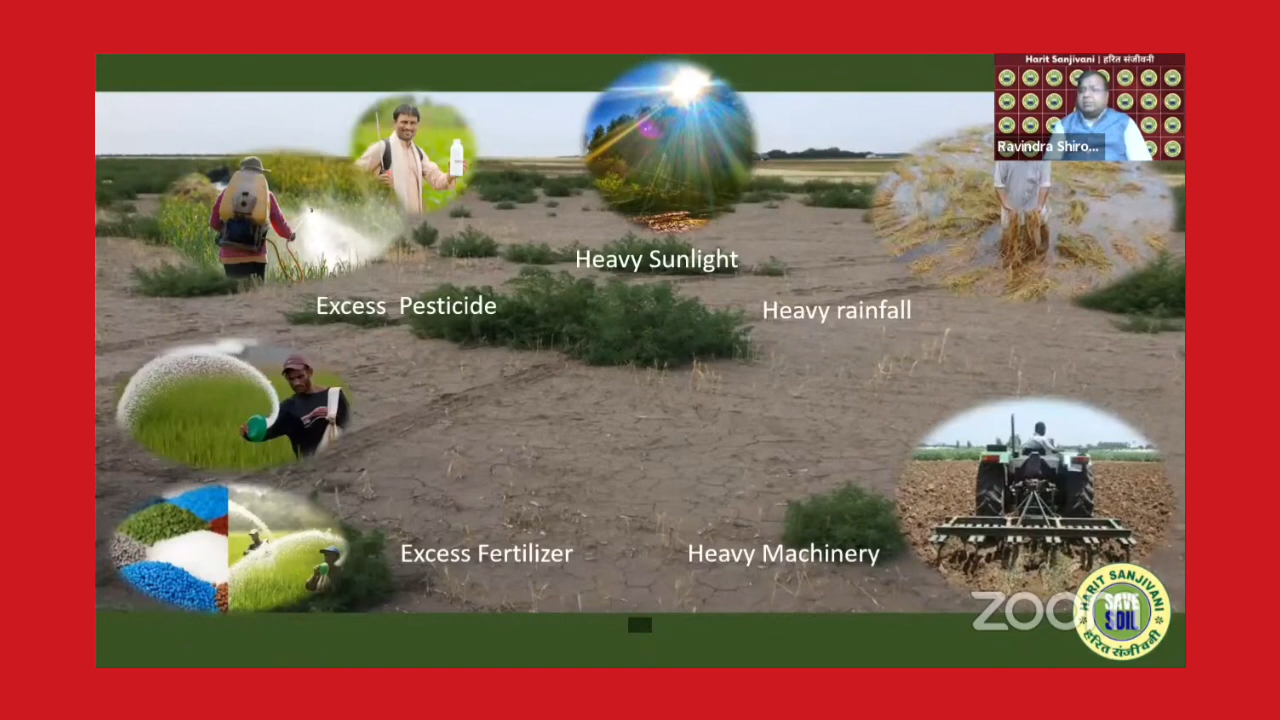 Harit Sanjivani | हरित संजीवनी
Ravindra Shiro...
Heavy Sunlight
Excess Pesticide
Heavy rainfall
Excess Fertilizer
Heavy Machinery
HARIT SANJIVANI
SAVE
SOIL
हरित संजीवनी